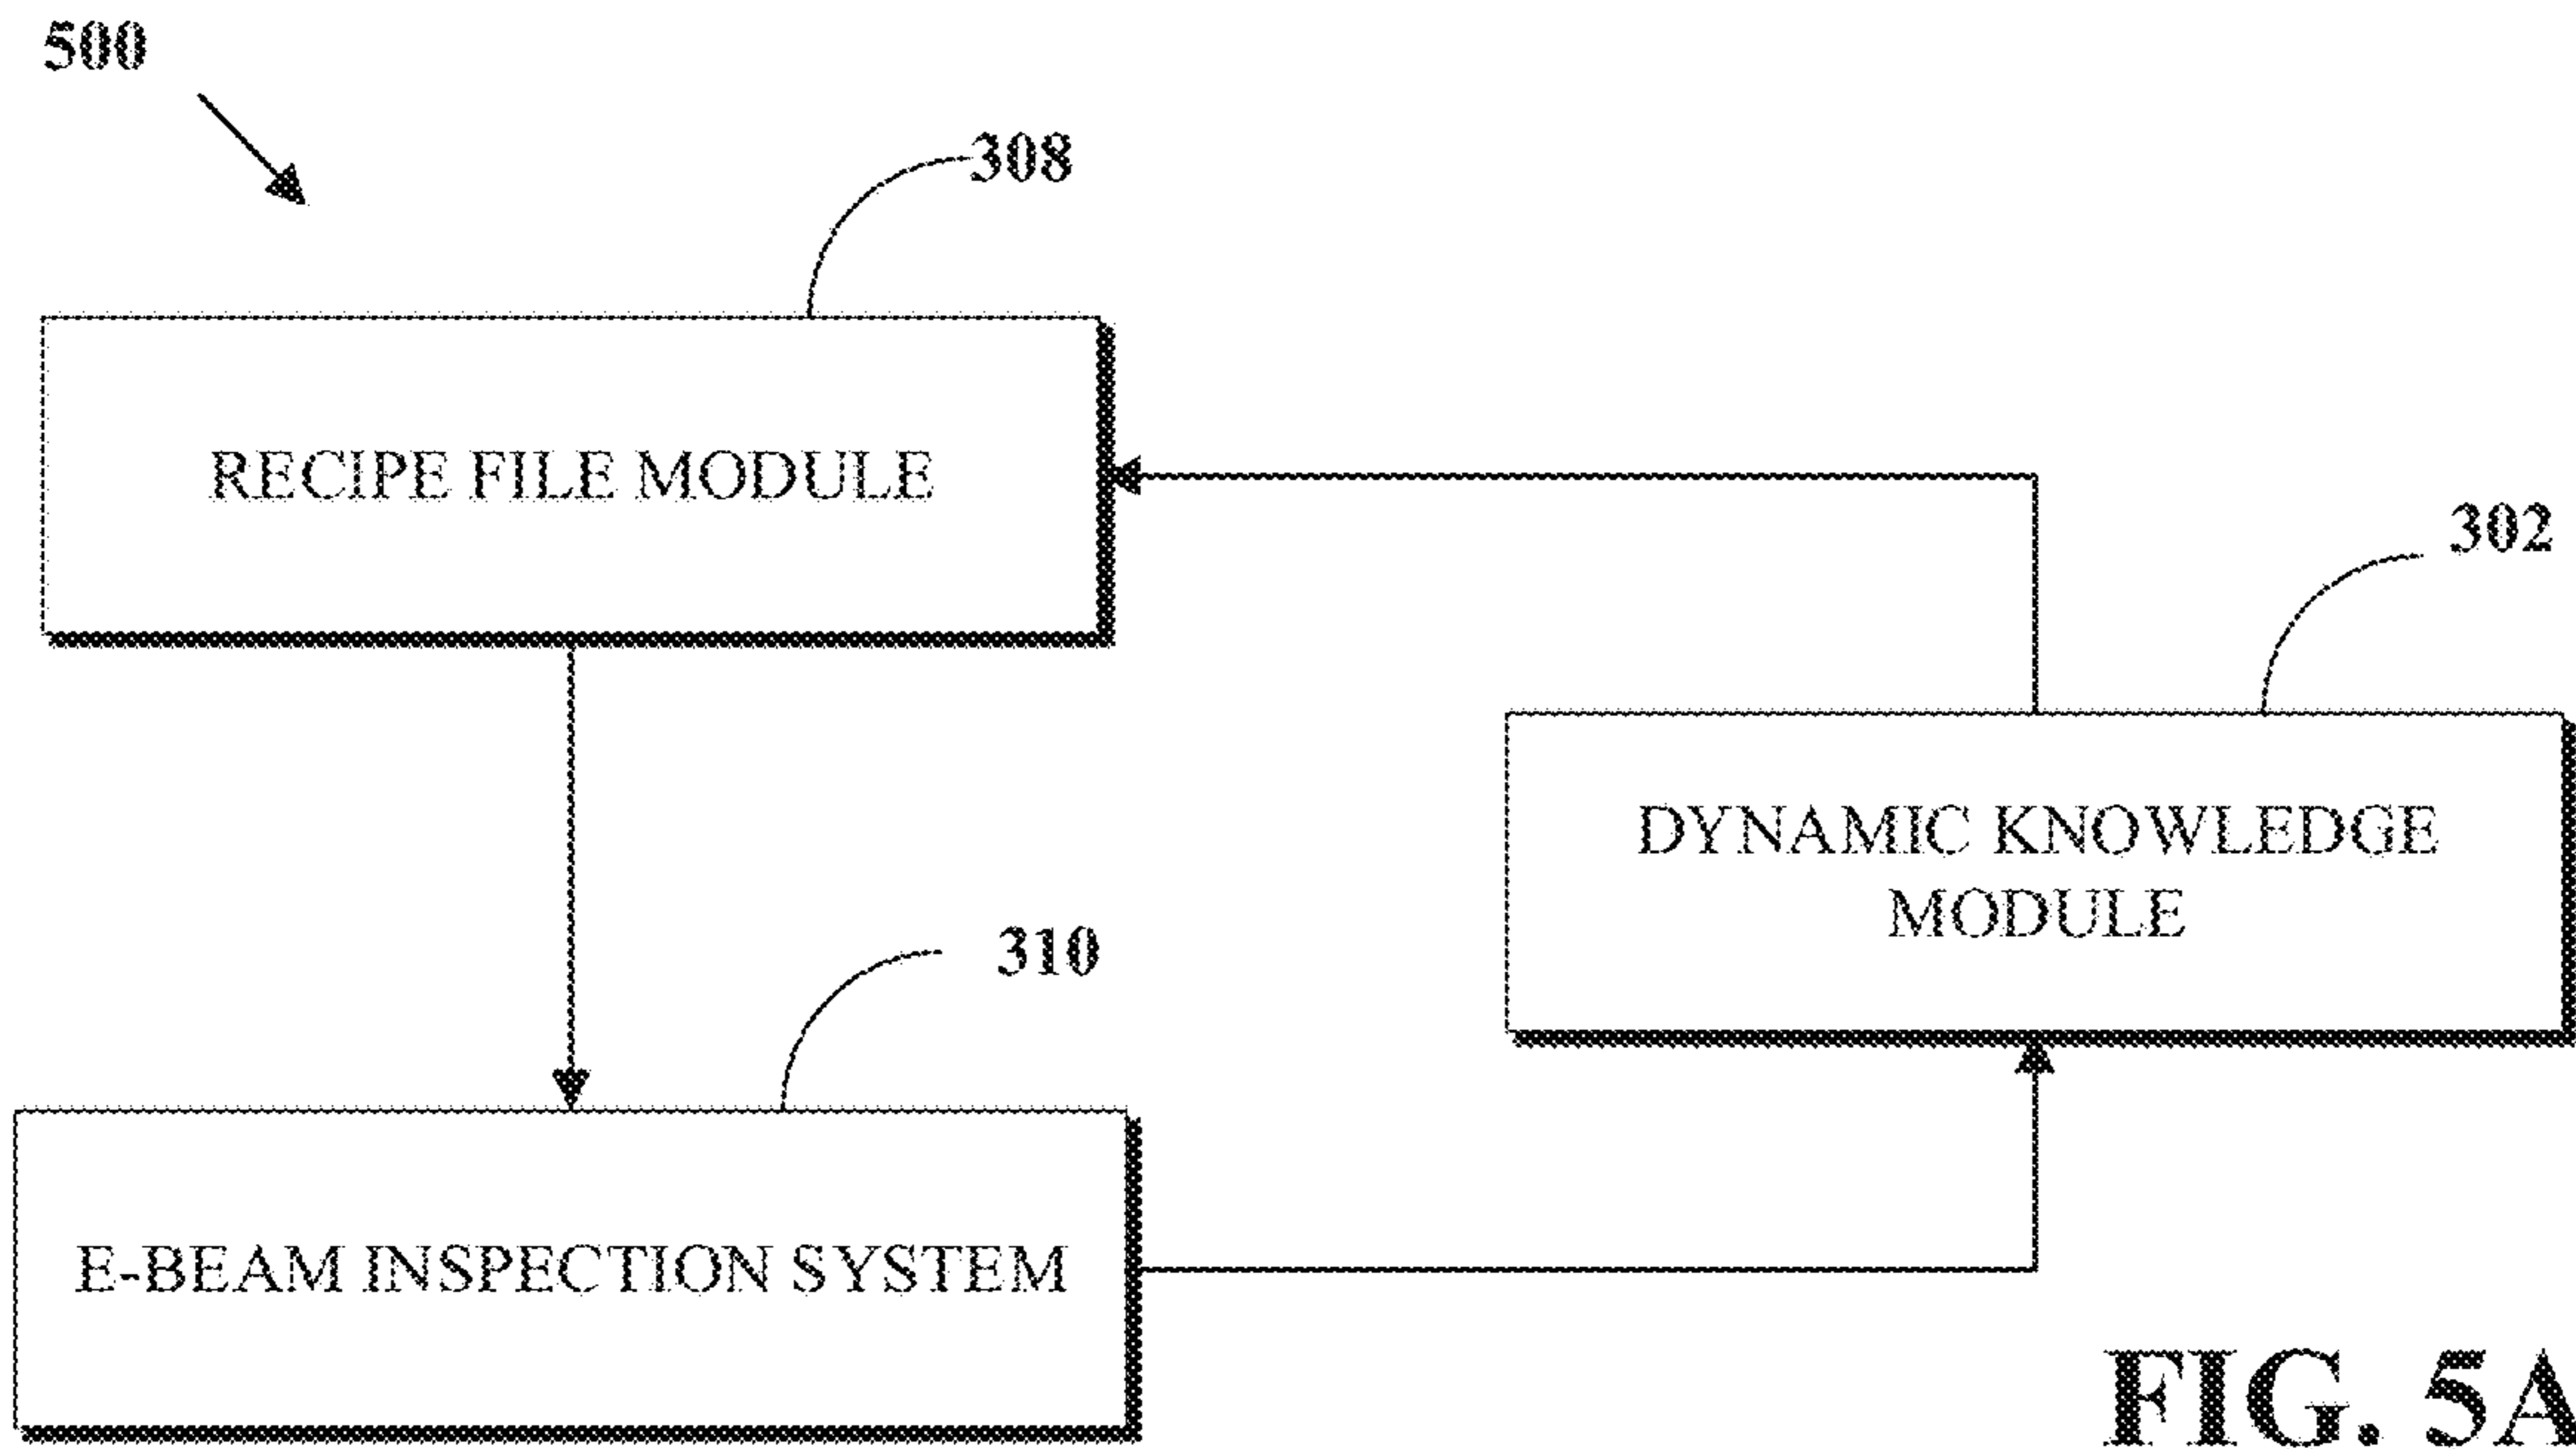 500
308
RECIPE FILE MODULE
302
DYNAMIC KNOWLEDGE
MODULE
310
E-BEAM INSPECTION SYSTEM
FIG. 5A